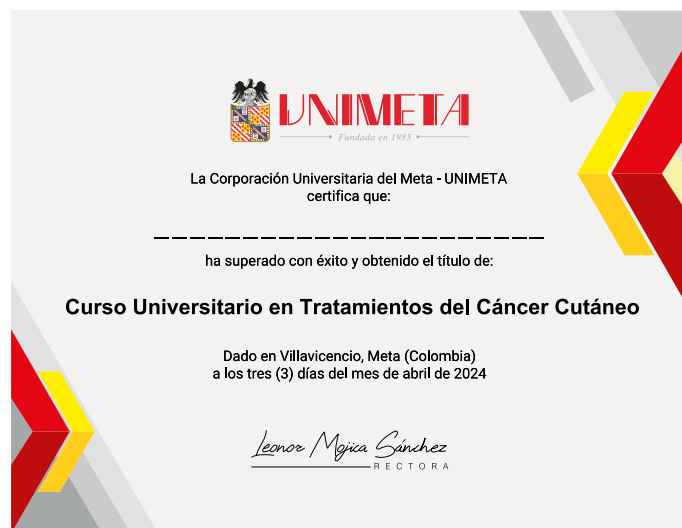 UNIMETA
Fundada en 1985
La Corporación Universitaria del Meta - UNIMETA
certifica que:
ha superado con éxito y obtenido el título de:
Curso Universitario en Tratamientos del Cáncer Cutáneo
Dado en Villavicencio, Meta (Colombia)
a los tres (3) días del mes de abril de 2024
Leonor Mojica Sánchez
RECTORA